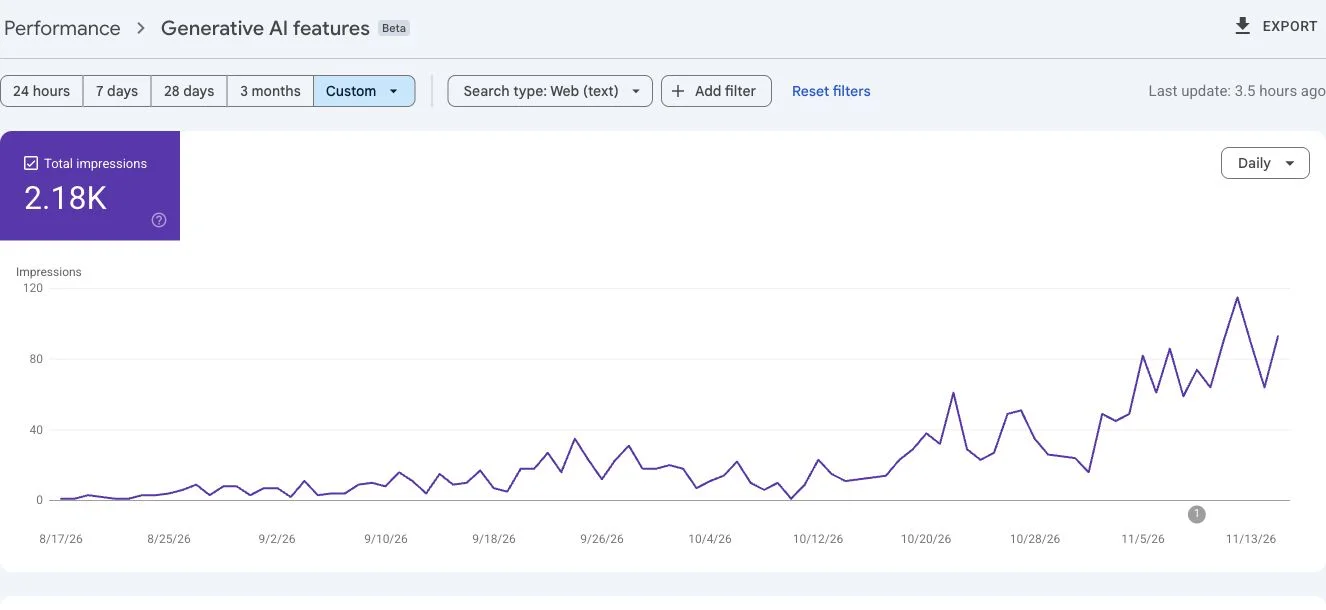 Performance > Generative AI features Beta
EXPORT
24 hours 7 days 28 days 3 months Custom
Search type: Web (text)
+ Add filter
Reset filters
Last update: 3.5 hours ago
Total impressions
2.18K
Daily
Impressions
120
80
40
0
1
8/17/26 8/25/26 9/2/26 9/10/26 9/18/26 9/26/26 10/4/26 10/12/26 10/20/26 10/28/26 11/5/26 11/13/26